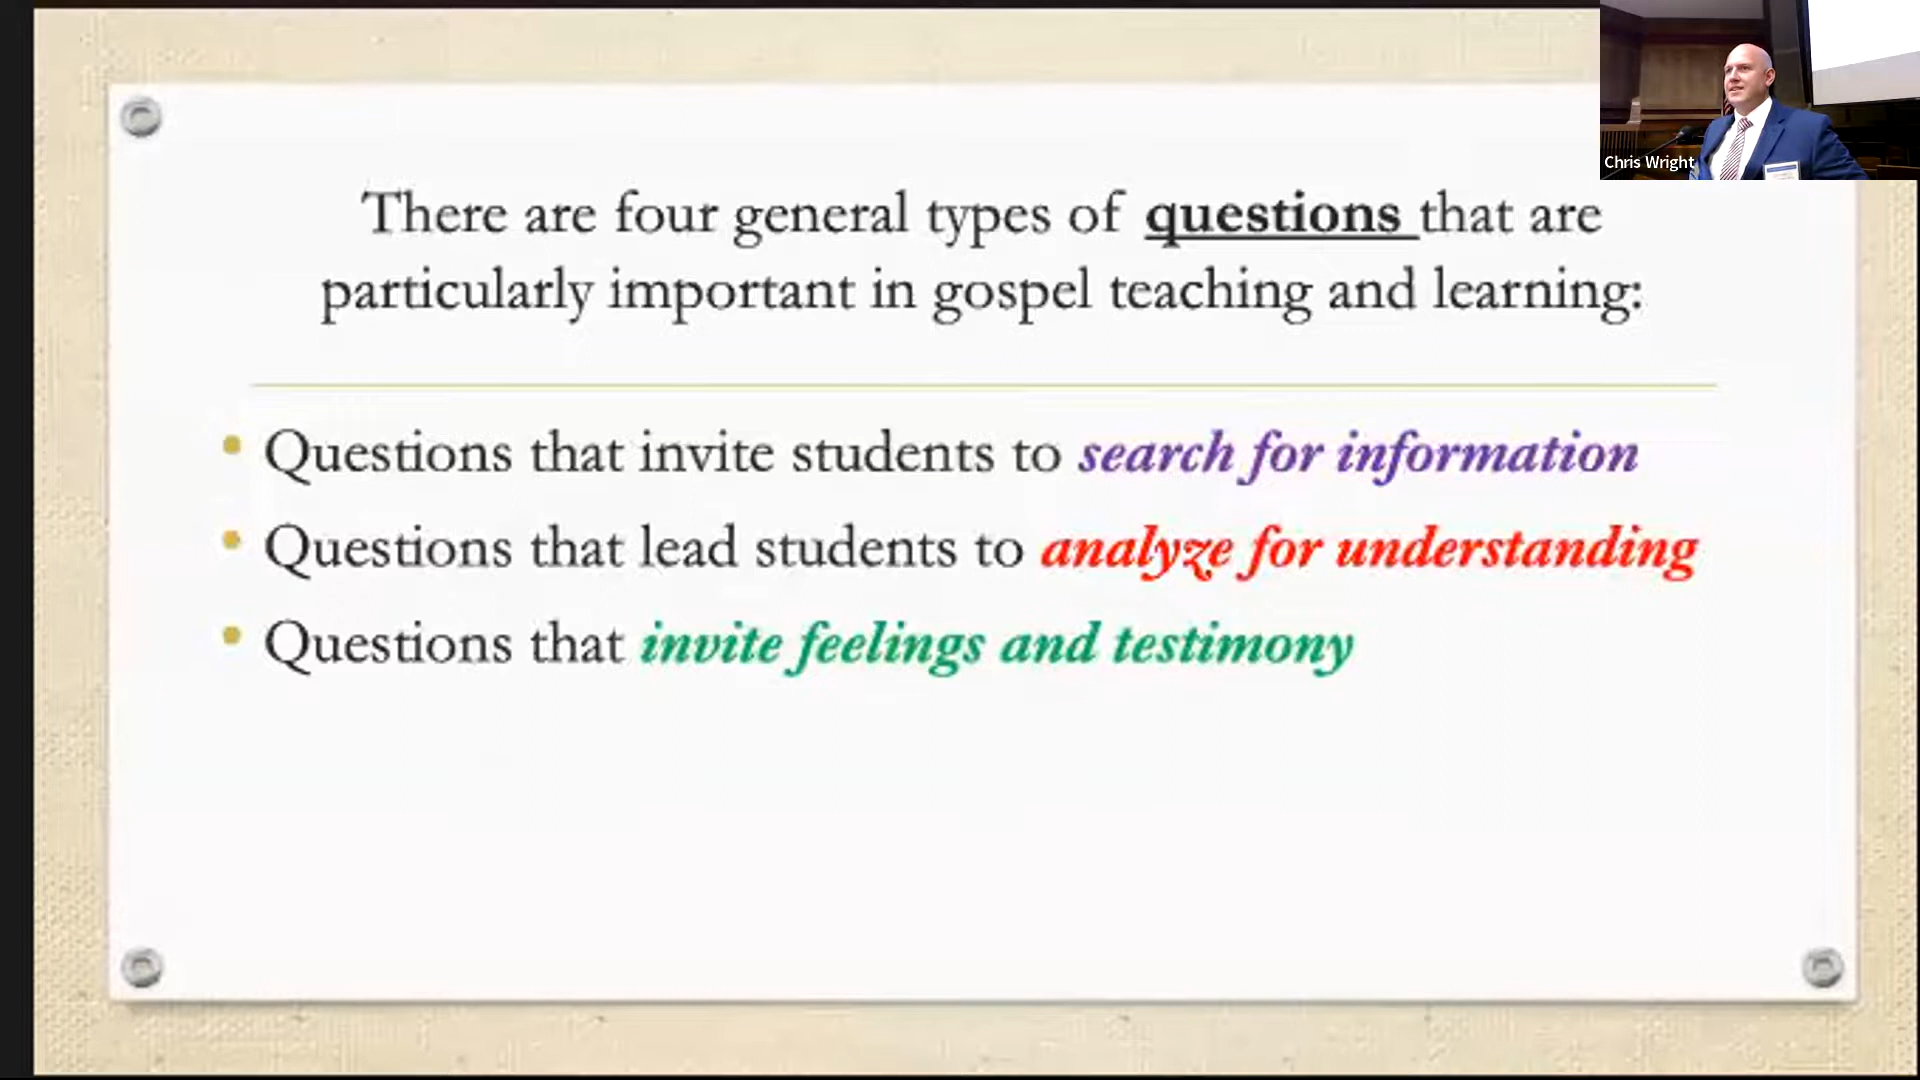 Chris Wright
There are four general types of questions that are
particularly important in gospel teaching and learning:
• Questions that invite students to search for information
• Questions that lead students to analyze for understanding
• Questions that invite feelings and testimony